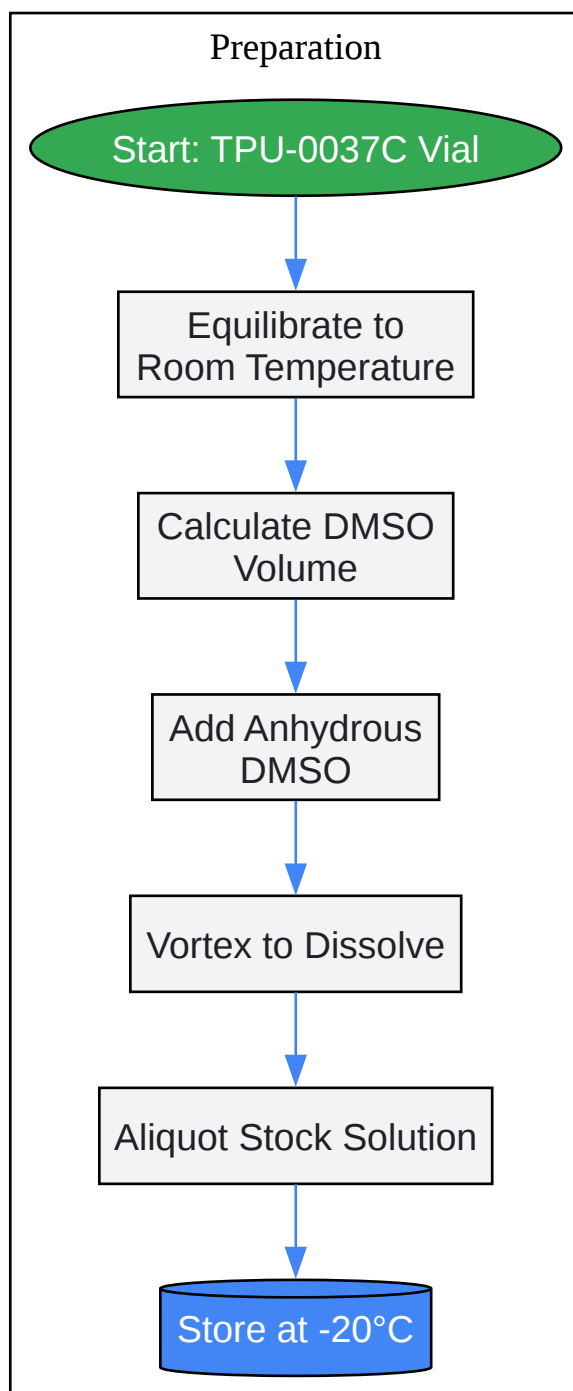 Preparation
Start: TPU-0037C Vial
Equilibrate to
Room Temperature
Calculate DMSO
Volume
Add Anhydrous
DMSO
Vortex to Dissolve
Aliquot Stock Solution
Store at -20°C